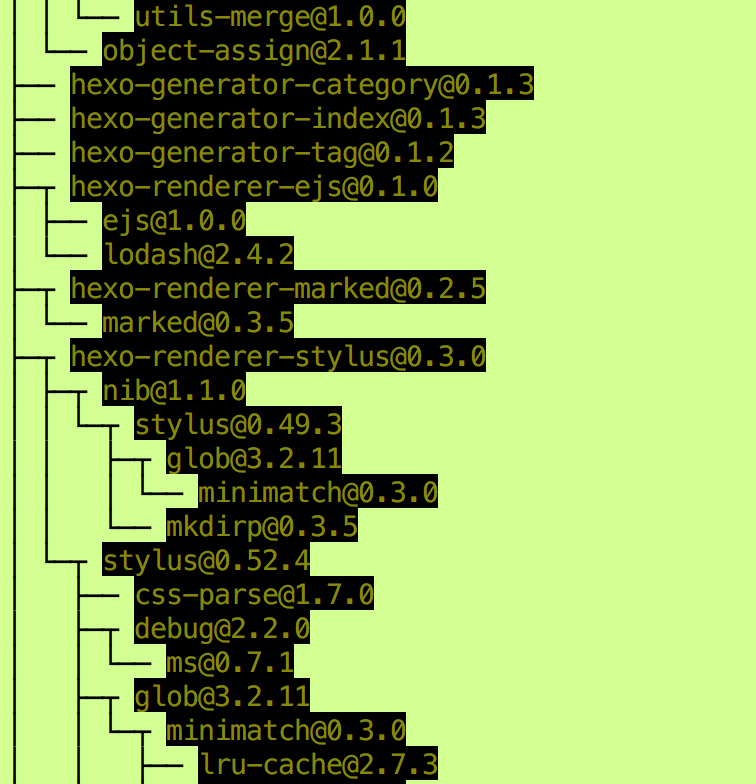 │ │ └── utils-merge@1.0.0
│ └── object-assign@2.1.1
├── hexo-generator-category@0.1.3
├── hexo-generator-index@0.1.3
├── hexo-generator-tag@0.1.2
├─┬ hexo-renderer-ejs@0.1.0
│ ├── ejs@1.0.0
│ └── lodash@2.4.2
├─┬ hexo-renderer-marked@0.2.5
│ └── marked@0.3.5
├─┬ hexo-renderer-stylus@0.3.0
│ ├─┬ nib@1.1.0
│ │ └─┬ stylus@0.49.3
│ │   ├─┬ glob@3.2.11
│ │   │ └── minimatch@0.3.0
│ │   └── mkdirp@0.3.5
│ └─┬ stylus@0.52.4
│   ├── css-parse@1.7.0
│   ├─┬ debug@2.2.0
│   │ └── ms@0.7.1
│   ├─┬ glob@3.2.11
│   │ └─┬ minimatch@0.3.0
│   │   ├── lru-cache@2.7.3